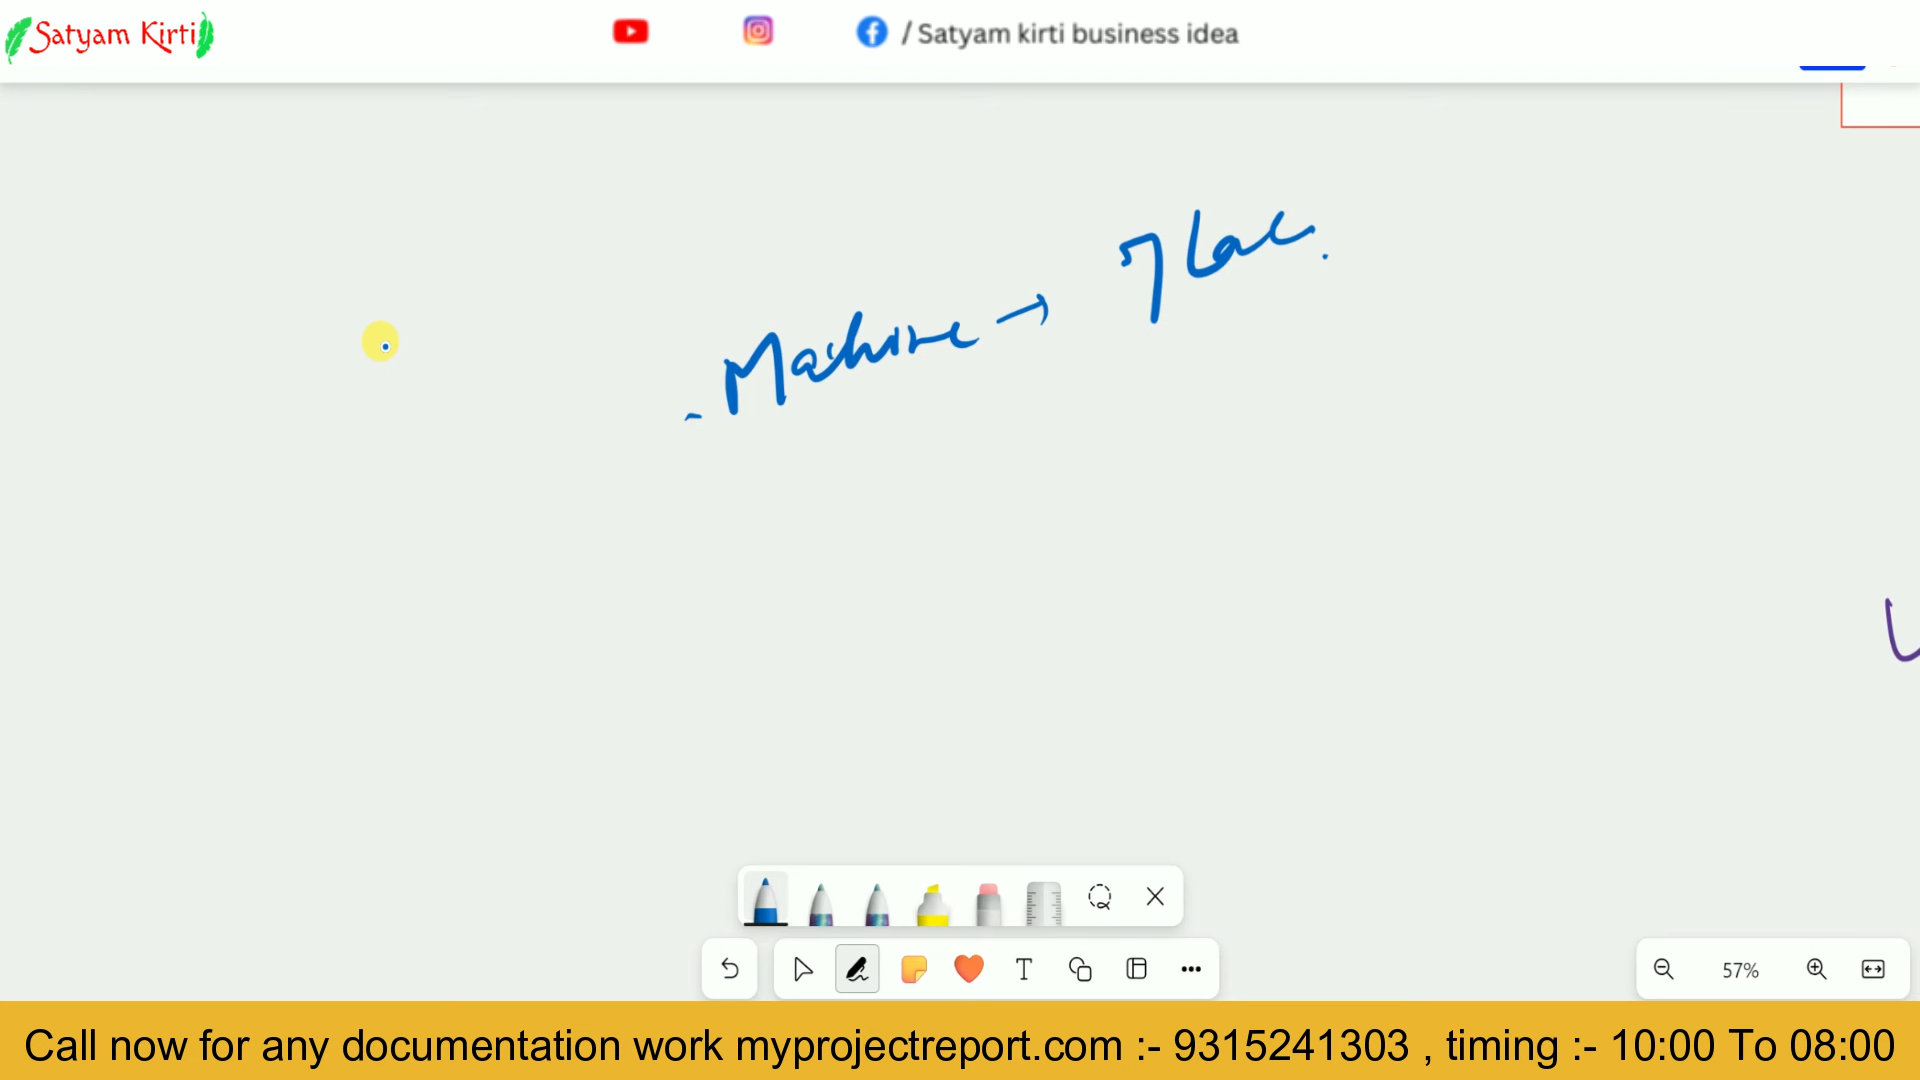 Satyam Kirti
/ Satyam kirti business idea
Machine → 7 Lac.
57%
Call now for any documentation work myprojectreport.com :- 9315241303 , timing :- 10:00 To 08:00